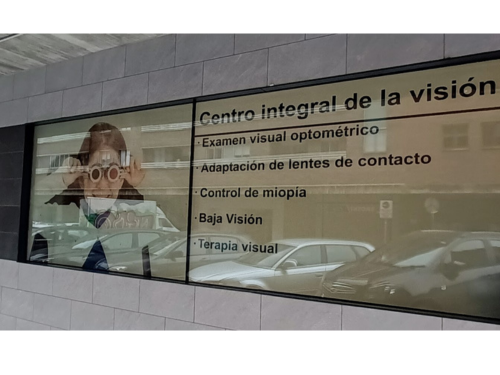 Centro integral de la visión
· Examen visual optométrico
· Adaptación de lentes de contacto
· Control de miopía
· Baja Visión
· Terapia visual